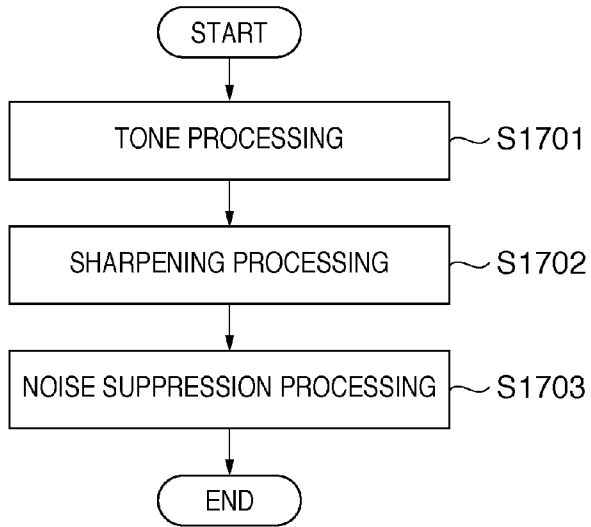 START
TONE PROCESSING
S1701
SHARPENING PROCESSING
S1702
NOISE SUPPRESSION PROCESSING
S1703
END